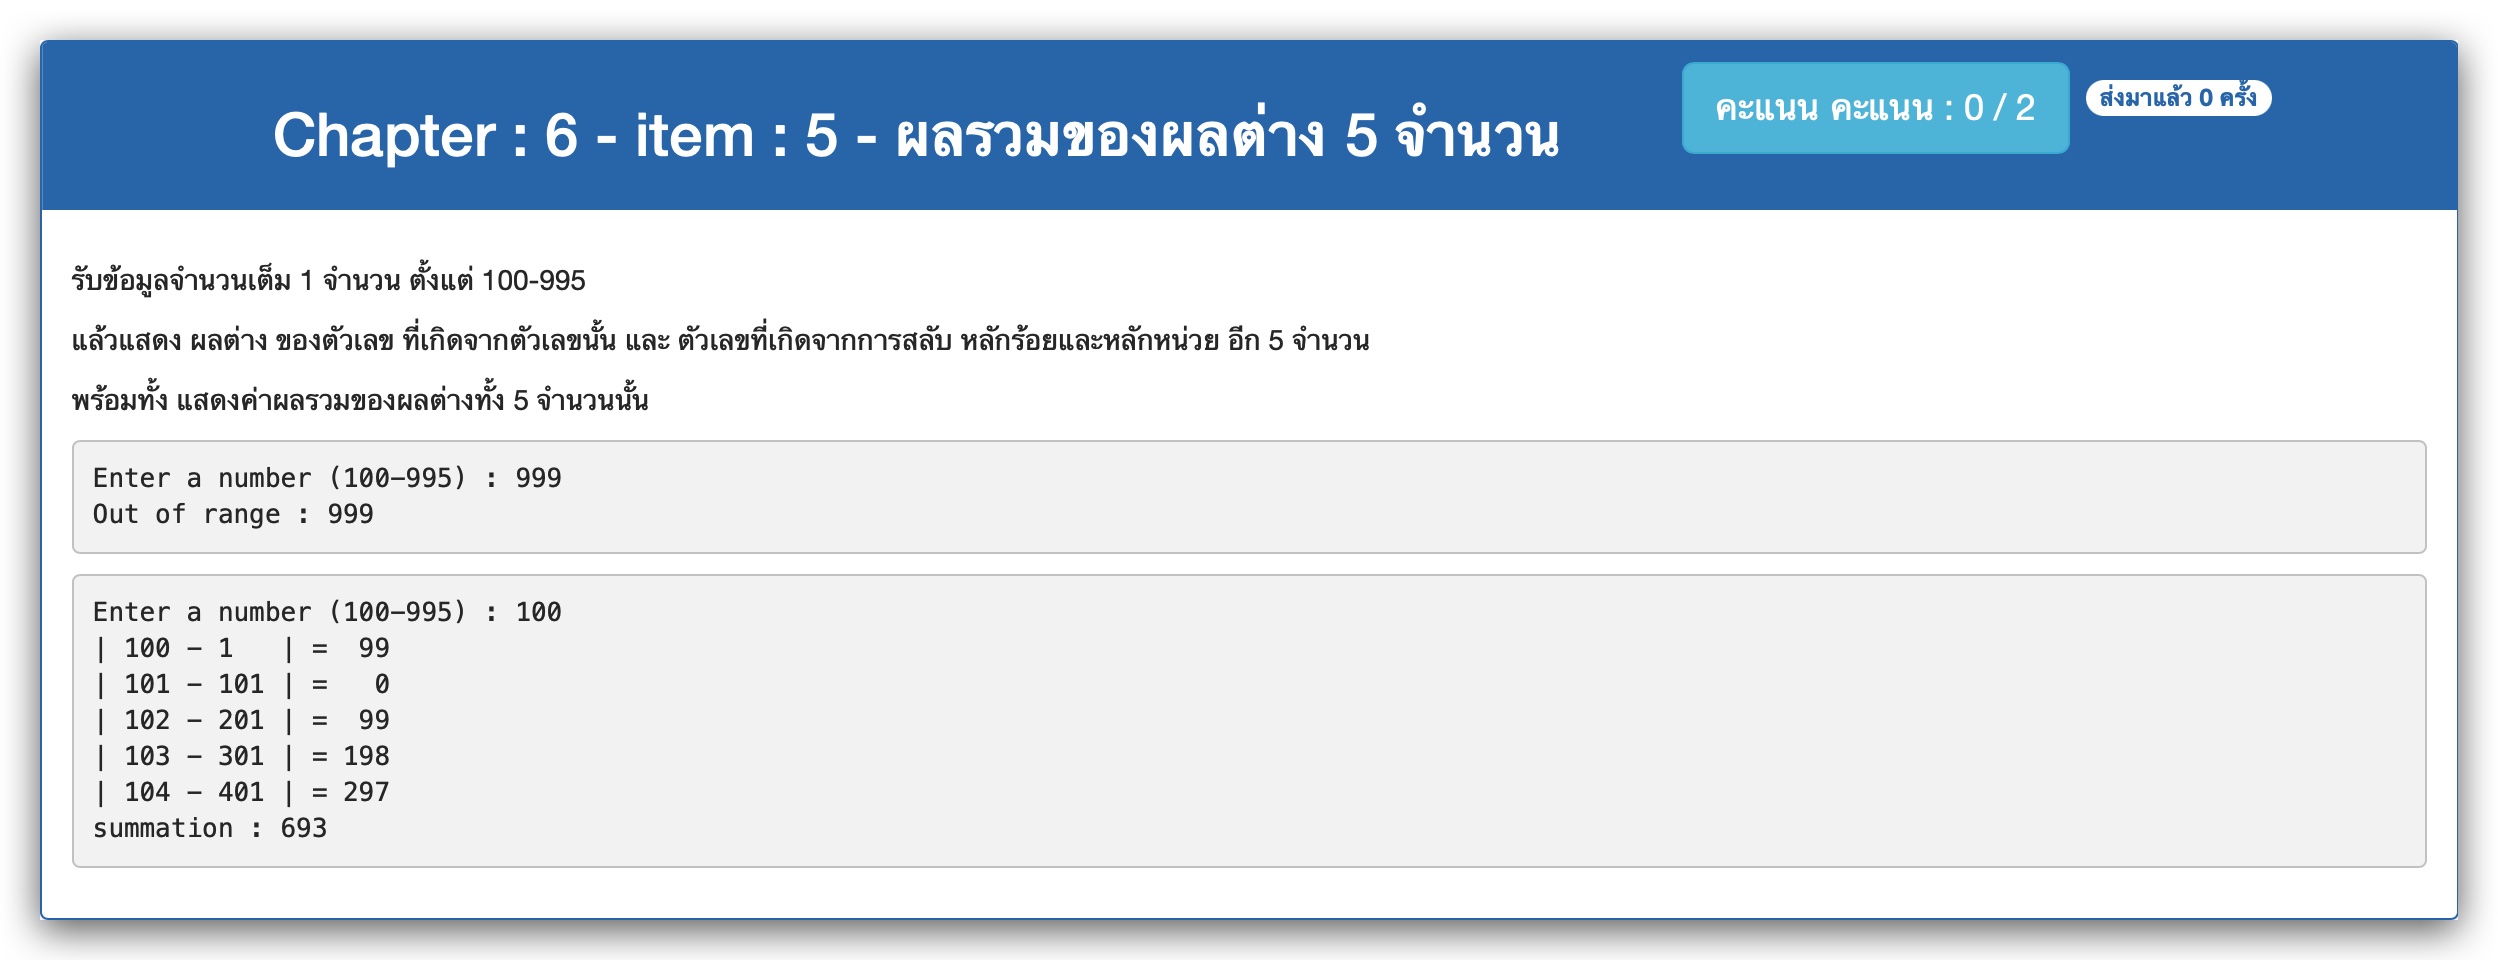 Chapter : 6 - item : 5 - ผลรวมของผลต่าง 5 จำนวน
คะแนน คะแนน : 0 / 2
ส่งมาแล้ว 0 ครั้ง
รับข้อมูลจำนวนเต็ม 1 จำนวน ตั้งแต่ 100-995
แล้วแสดง ผลต่าง ของตัวเลข ที่เกิดจากตัวเลขนั้น และ ตัวเลขที่เกิดจากการสลับ หลักร้อยและหลักหน่วย อีก 5 จำนวน
พร้อมทั้ง แสดงค่าผลรวมของผลต่างทั้ง 5 จำนวนนั้น
Enter a number (100-995) : 999
Out of range : 999
Enter a number (100-995) : 100
| 100 - 1   | =  99
| 101 - 101 | =   0
| 102 - 201 | =  99
| 103 - 301 | = 198
| 104 - 401 | = 297
summation : 693